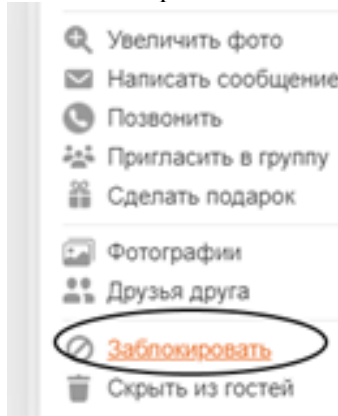 Увеличить фото
Написать сообщение
Позвонить
Пригласить в группу
Сделать подарок
Фотографии
Друзья друга
Заблокировать
Скрыть из гостей